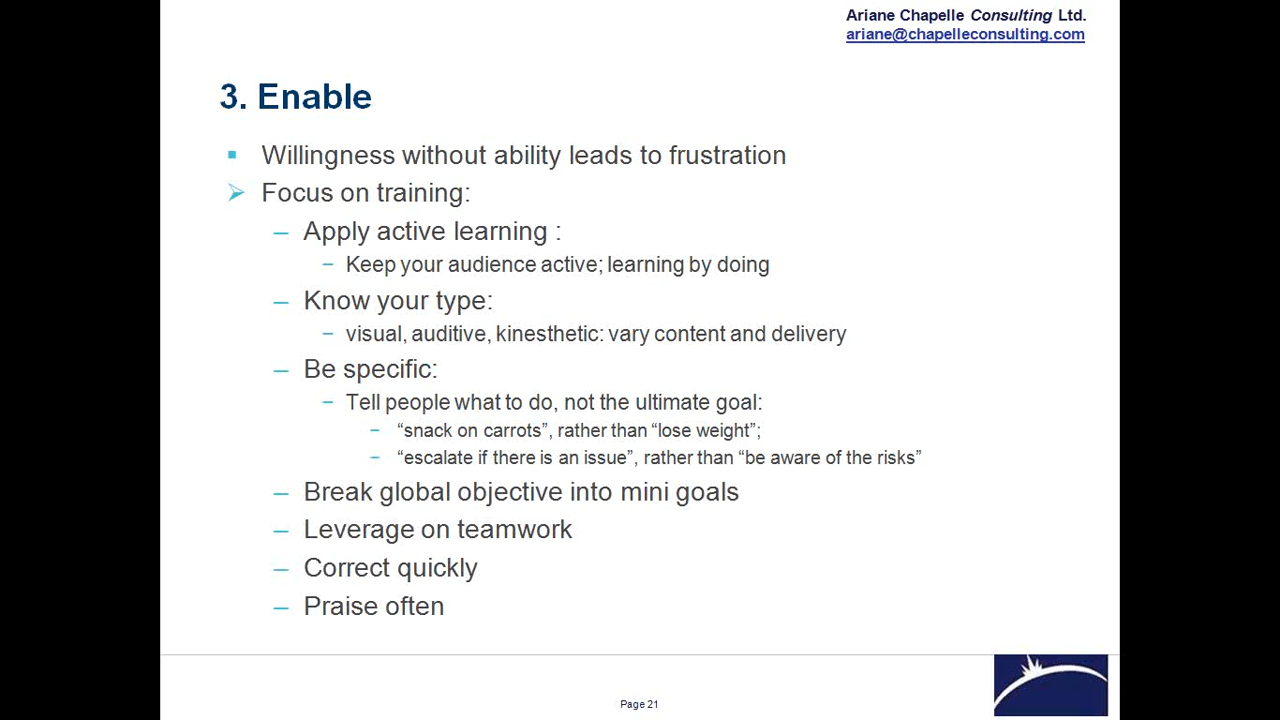 Ariane Chapelle Consulting Ltd.
ariane@chapelleconsulting.com
3. Enable
▪ Willingness without ability leads to frustration
➢ Focus on training:
– Apply active learning :
− Keep your audience active; learning by doing
– Know your type:
− visual, auditive, kinesthetic: vary content and delivery
– Be specific:
− Tell people what to do, not the ultimate goal:
− “snack on carrots”, rather than “lose weight”;
− “escalate if there is an issue”, rather than “be aware of the risks”
– Break global objective into mini goals
– Leverage on teamwork
– Correct quickly
– Praise often
Page 21